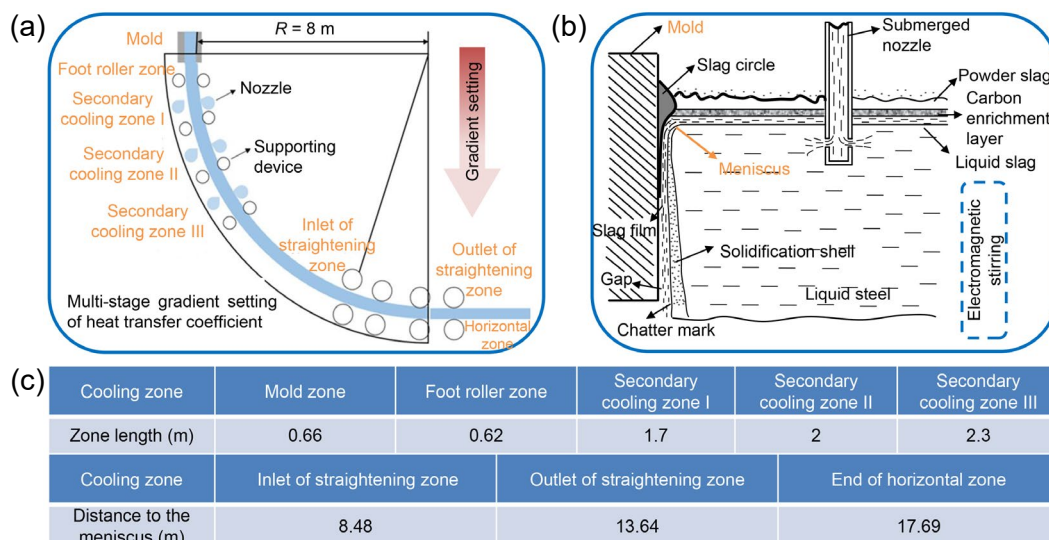 (a)
R = 8 m
Mold
Foot roller zone
Secondary
cooling zone I
Nozzle
Secondary
cooling zone II
Supporting
device
Secondary
cooling zone III
Inlet of
straightening
zone
Outlet of
straightening
zone
Horizontal
zone
Gradient setting
Multi-stage gradient setting
of heat transfer coefficient
(b)
Mold
Slag circle
Submerged
nozzle
Powder slag
Carbon
enrichment
layer
Liquid slag
Meniscus
Slag film
Solidification shell
Gap
Liquid steel
Chatter mark
Electromagnetic
stirring
(c)
Cooling zone Mold zone Foot roller zone Secondary cooling zone I Secondary cooling zone II Secondary cooling zone III
Zone length (m) 0.66 0.62 1.7 2 2.3
Cooling zone Inlet of straightening zone Outlet of straightening zone End of horizontal zone
Distance to the meniscus (m) 8.48 13.64 17.69